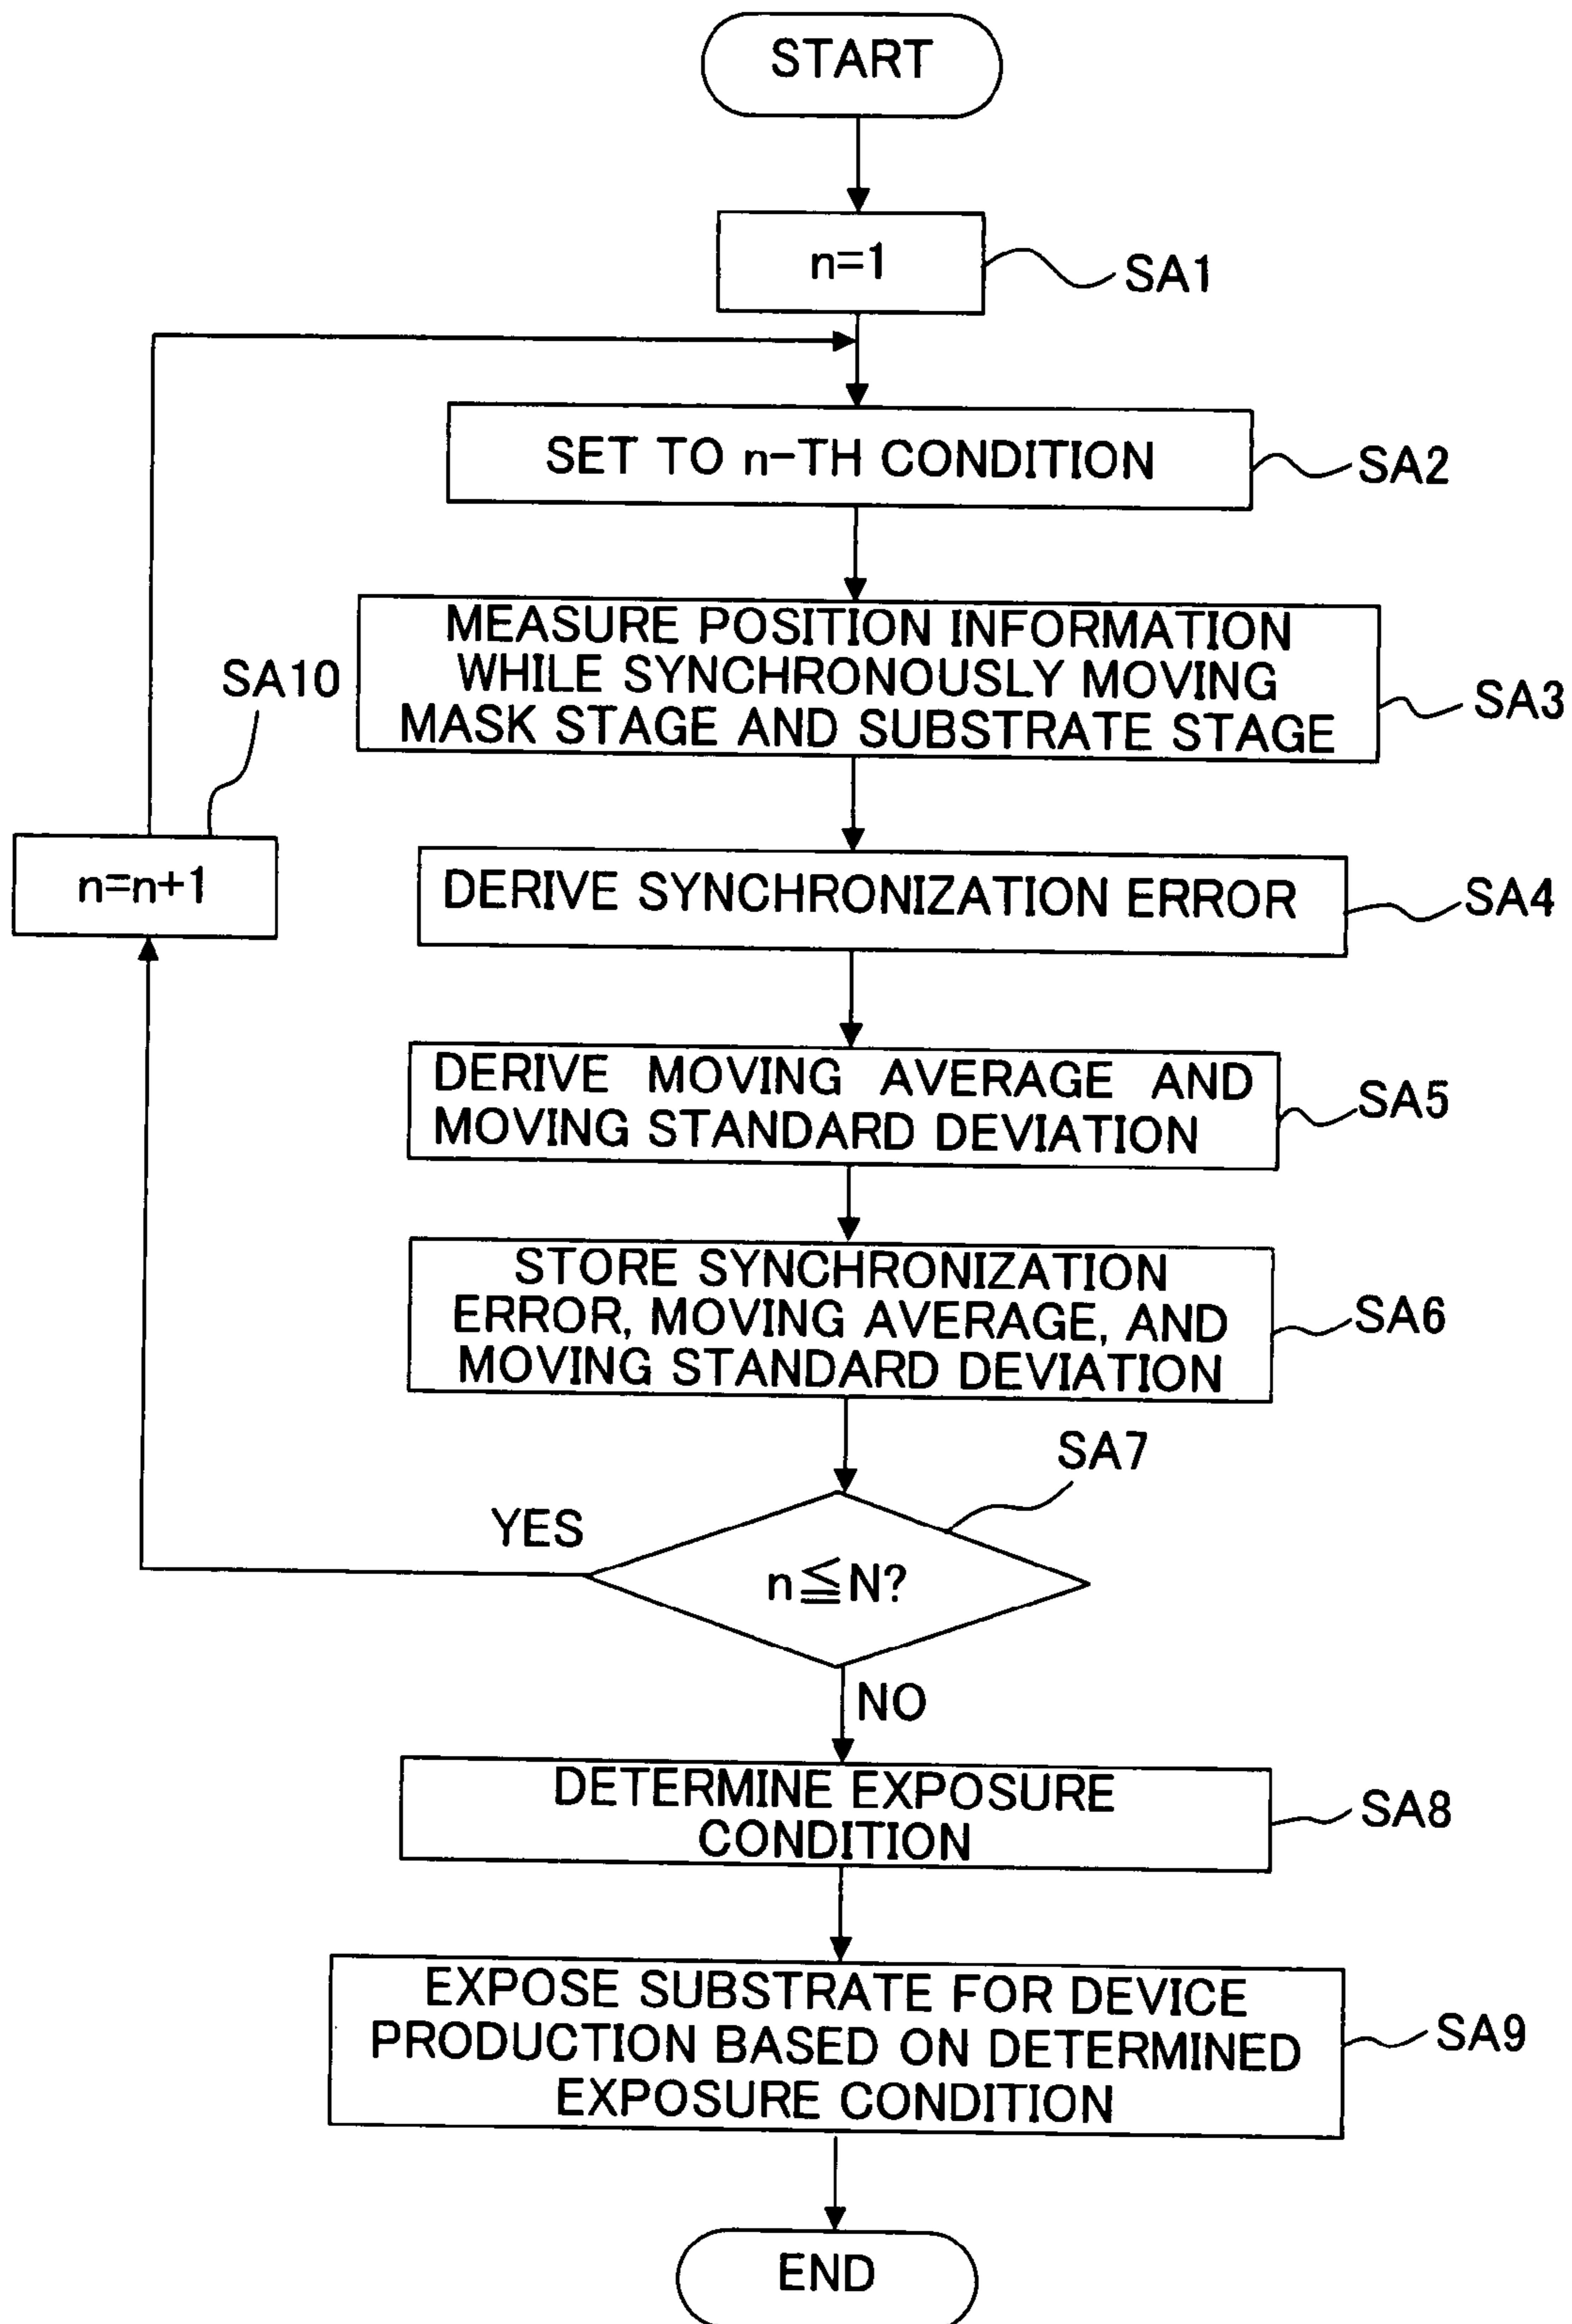 START
n=1
SA1
SET TO n-TH CONDITION
SA2
MEASURE POSITION INFORMATION
WHILE SYNCHRONOUSLY MOVING
MASK STAGE AND SUBSTRATE STAGE
SA3
SA10
n=n+1
DERIVE SYNCHRONIZATION ERROR
SA4
DERIVE MOVING AVERAGE AND
MOVING STANDARD DEVIATION
SA5
STORE SYNCHRONIZATION
ERROR, MOVING AVERAGE, AND
MOVING STANDARD DEVIATION
SA6
SA7
YES
n≦N?
NO
DETERMINE EXPOSURE
CONDITION
SA8
EXPOSE SUBSTRATE FOR DEVICE
PRODUCTION BASED ON DETERMINED
EXPOSURE CONDITION
SA9
END